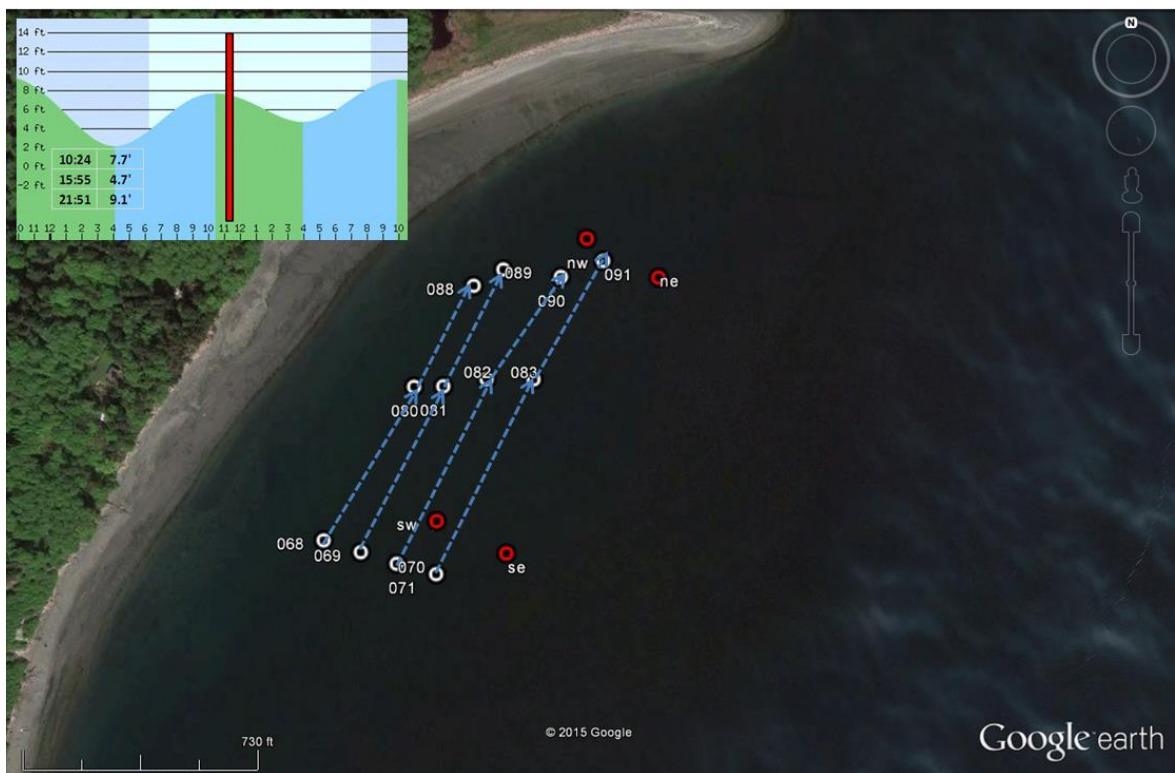 14 ft
12 ft
10 ft
8 ft
6 ft
4 ft
2 ft
0 ft
-2 ft
10:24 7.7'
15:55 4.7'
21:51 9.1'
0 11 12 1 2 3 4 5 6 7 8 9 10 11 12 1 2 3 4 5 6 7 8 9 10
N
nw
089
091
ne
088
090
082
083
080
081
sw
068
069
070
se
071
730 ft
© 2015 Google
Google earth